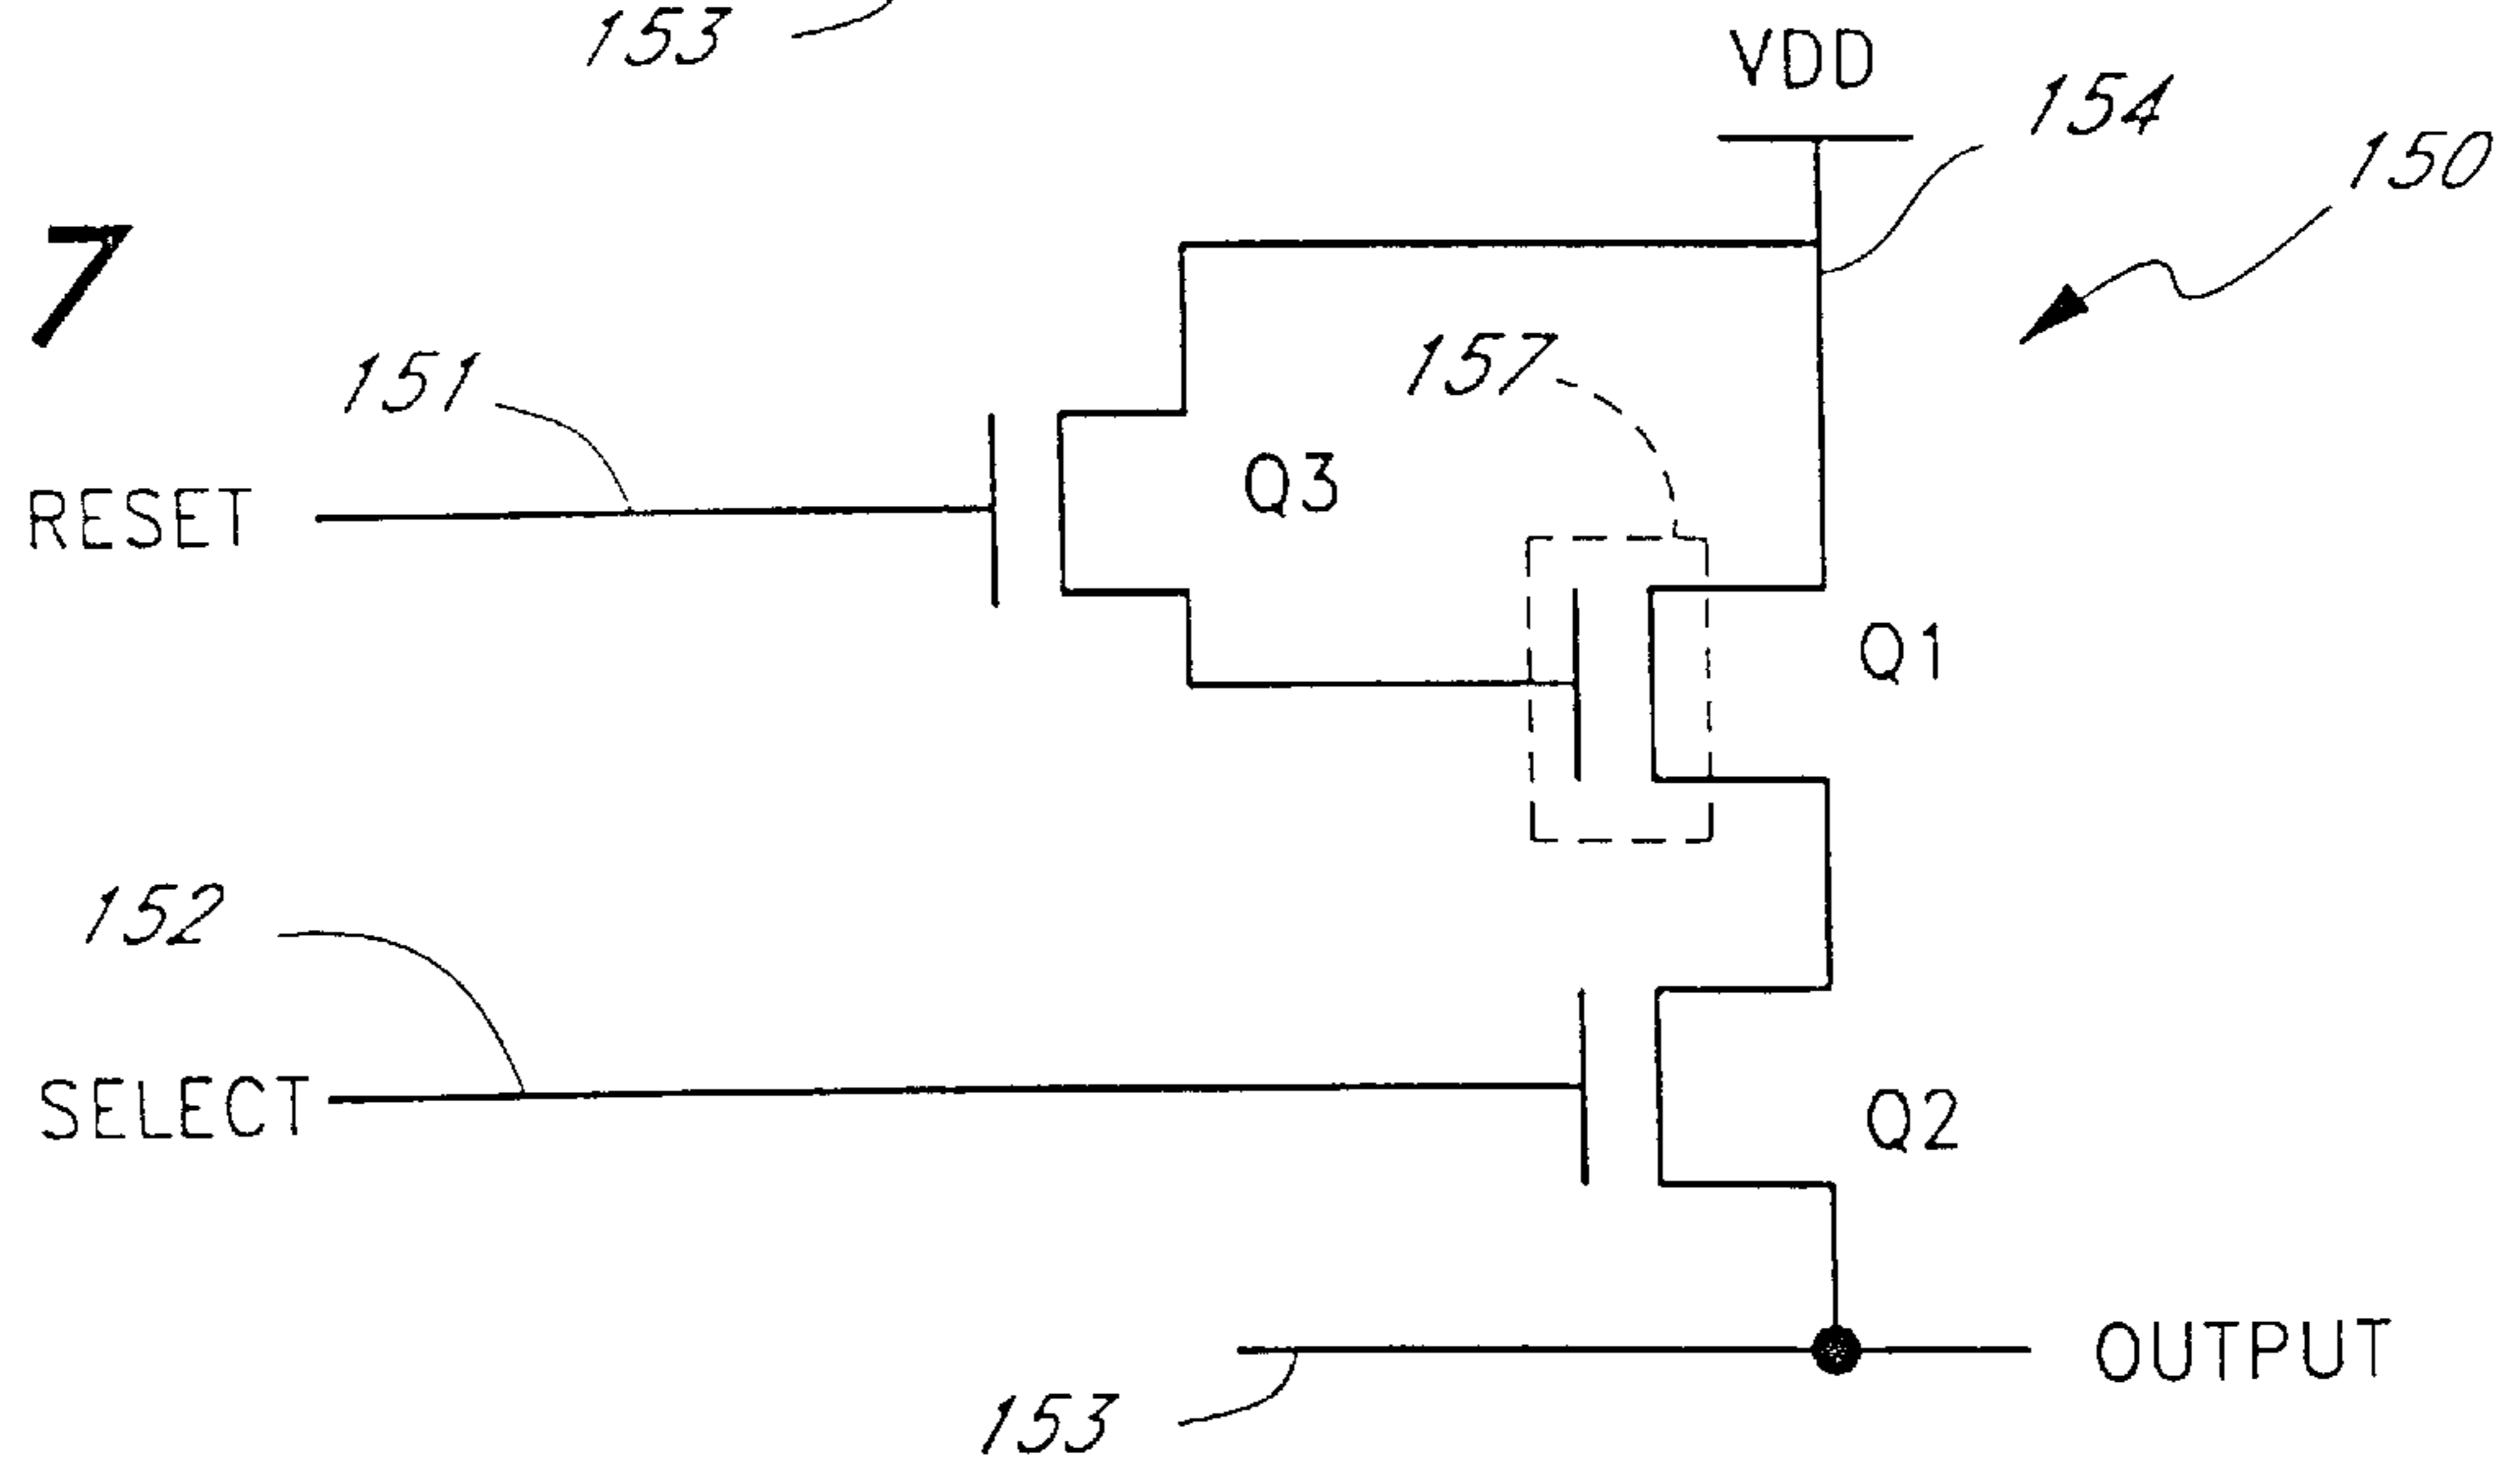 153
VDD
154
150
7
151
157
Q3
RESET
Q1
152
SELECT
Q2
OUTPUT
153